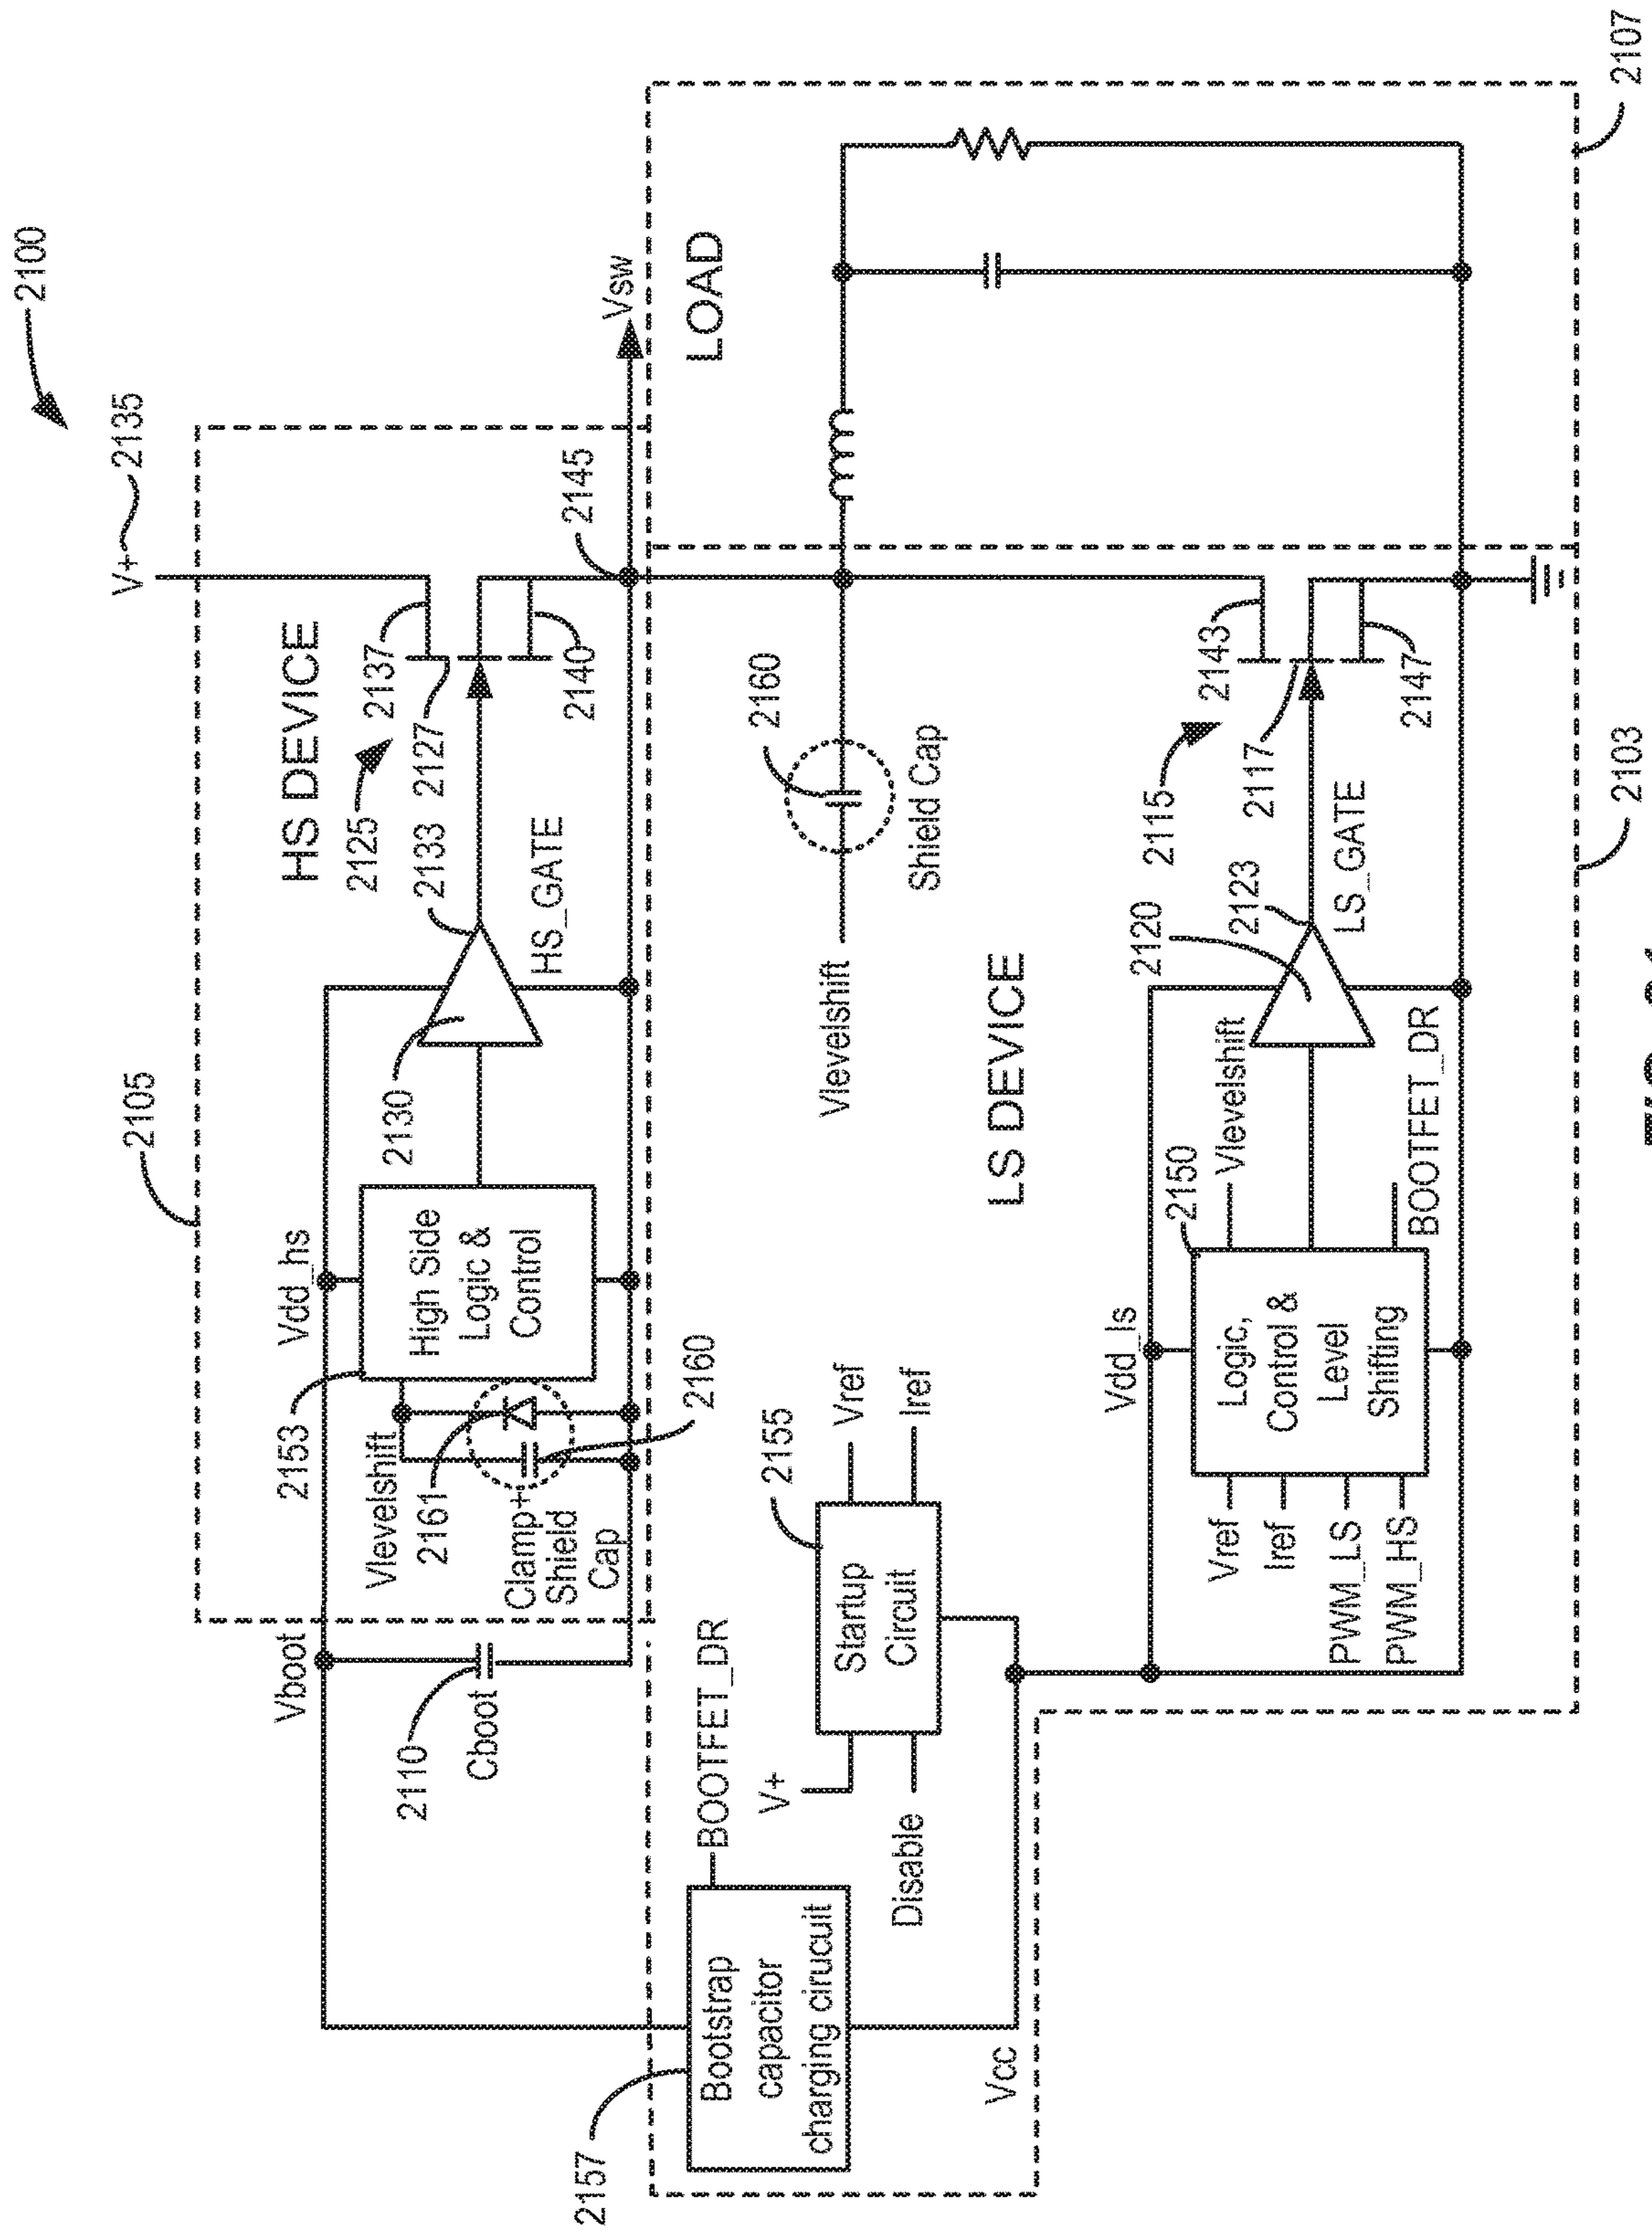 2100
V+
2135
2105
HS DEVICE
2137
2125
2127
2133
2130
HS_GATE
2140
2145
Vsw
Vdd_hs
High Side
Logic &
Control
2153
Vlevelshift
2161
Clamp+
Shield
Cap
2160
Vboot
2110
Cboot
LOAD
2107
2160
Shield Cap
Vlevelshift
LS DEVICE
2157
Bootstrap
capacitor
charging cirucuit
BOOTFET_DR
Vcc
2155
Startup
Circuit
V+
Disable
Vref
Iref
2143
2115
2117
2147
2120
2123
LS_GATE
2103
Vdd_ls
2150
Logic,
Control &
Level
Shifting
Vlevelshift
BOOTFET_DR
Vref
Iref
PWM_LS
PWM_HS